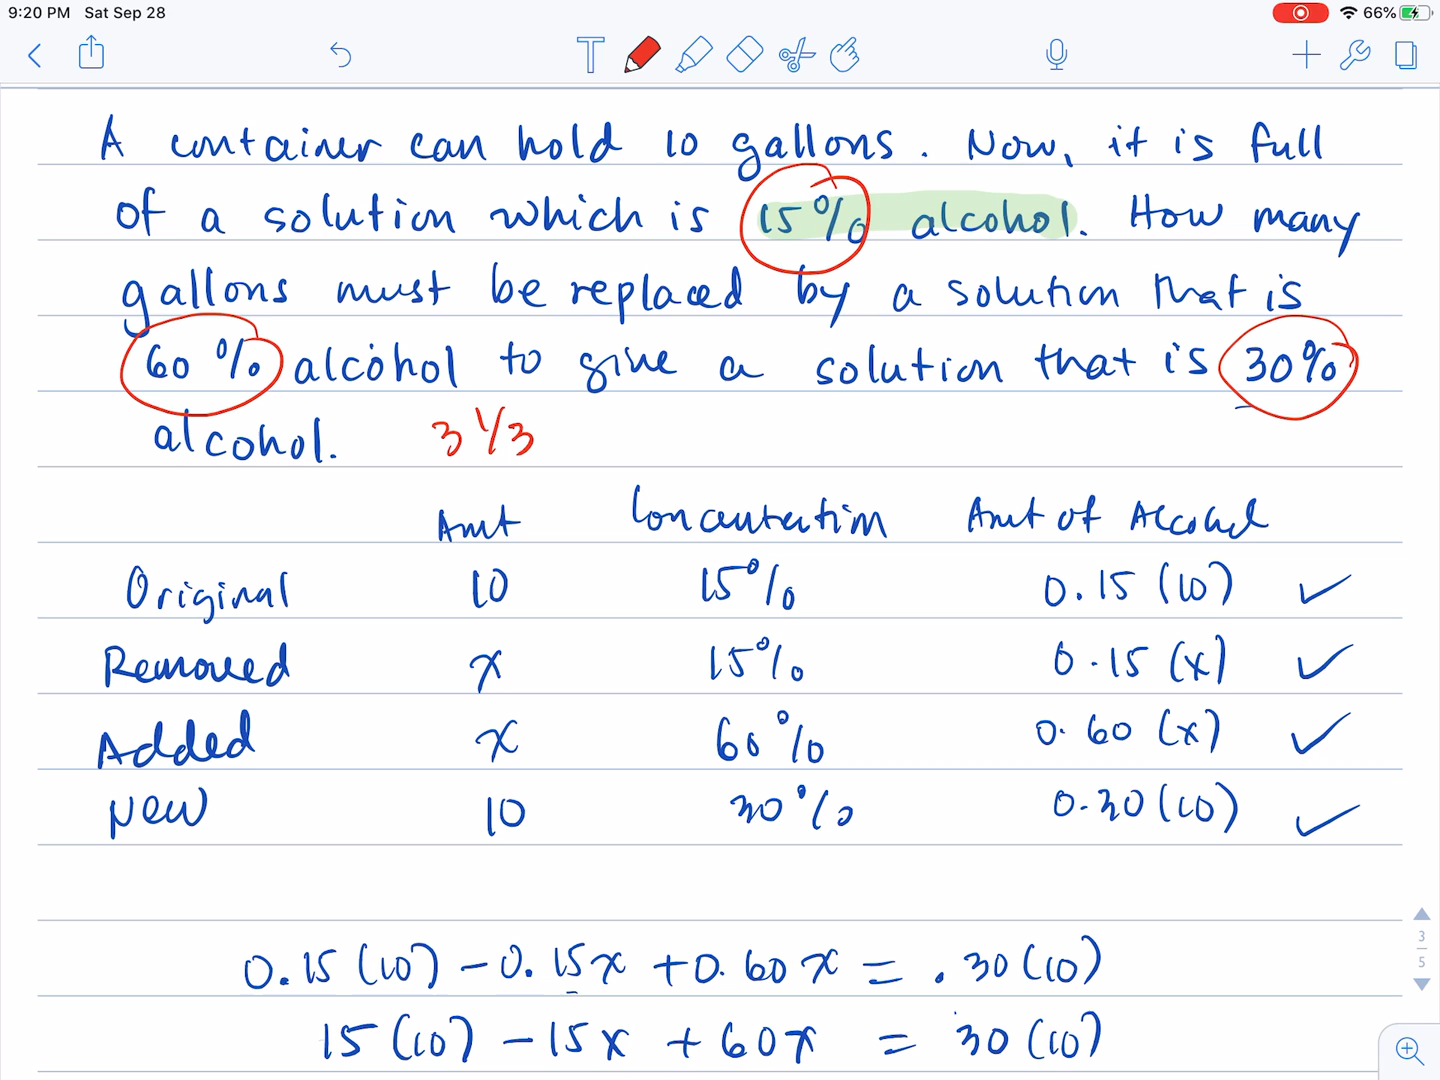 9:20 PM Sat Sep 28 66%
T
A container can hold 10 gallons. Now, it is full
of a solution which is 15% alcohol. How many
gallons must be replaced by a solution that is
60% alcohol to give a solution that is 30%
alcohol. 3 1/3
Amt Concentration Amt of Alcohol
Original 10 15% 0.15 (10) ✓
Removed x 15% 0.15 (x) ✓
Added x 60% 0.60 (x) ✓
New 10 30% 0.30 (10) ✓
3
5
0.15 (10) - 0.15x + 0.60x = .30 (10)
15 (10) - 15x + 60x = 30 (10)